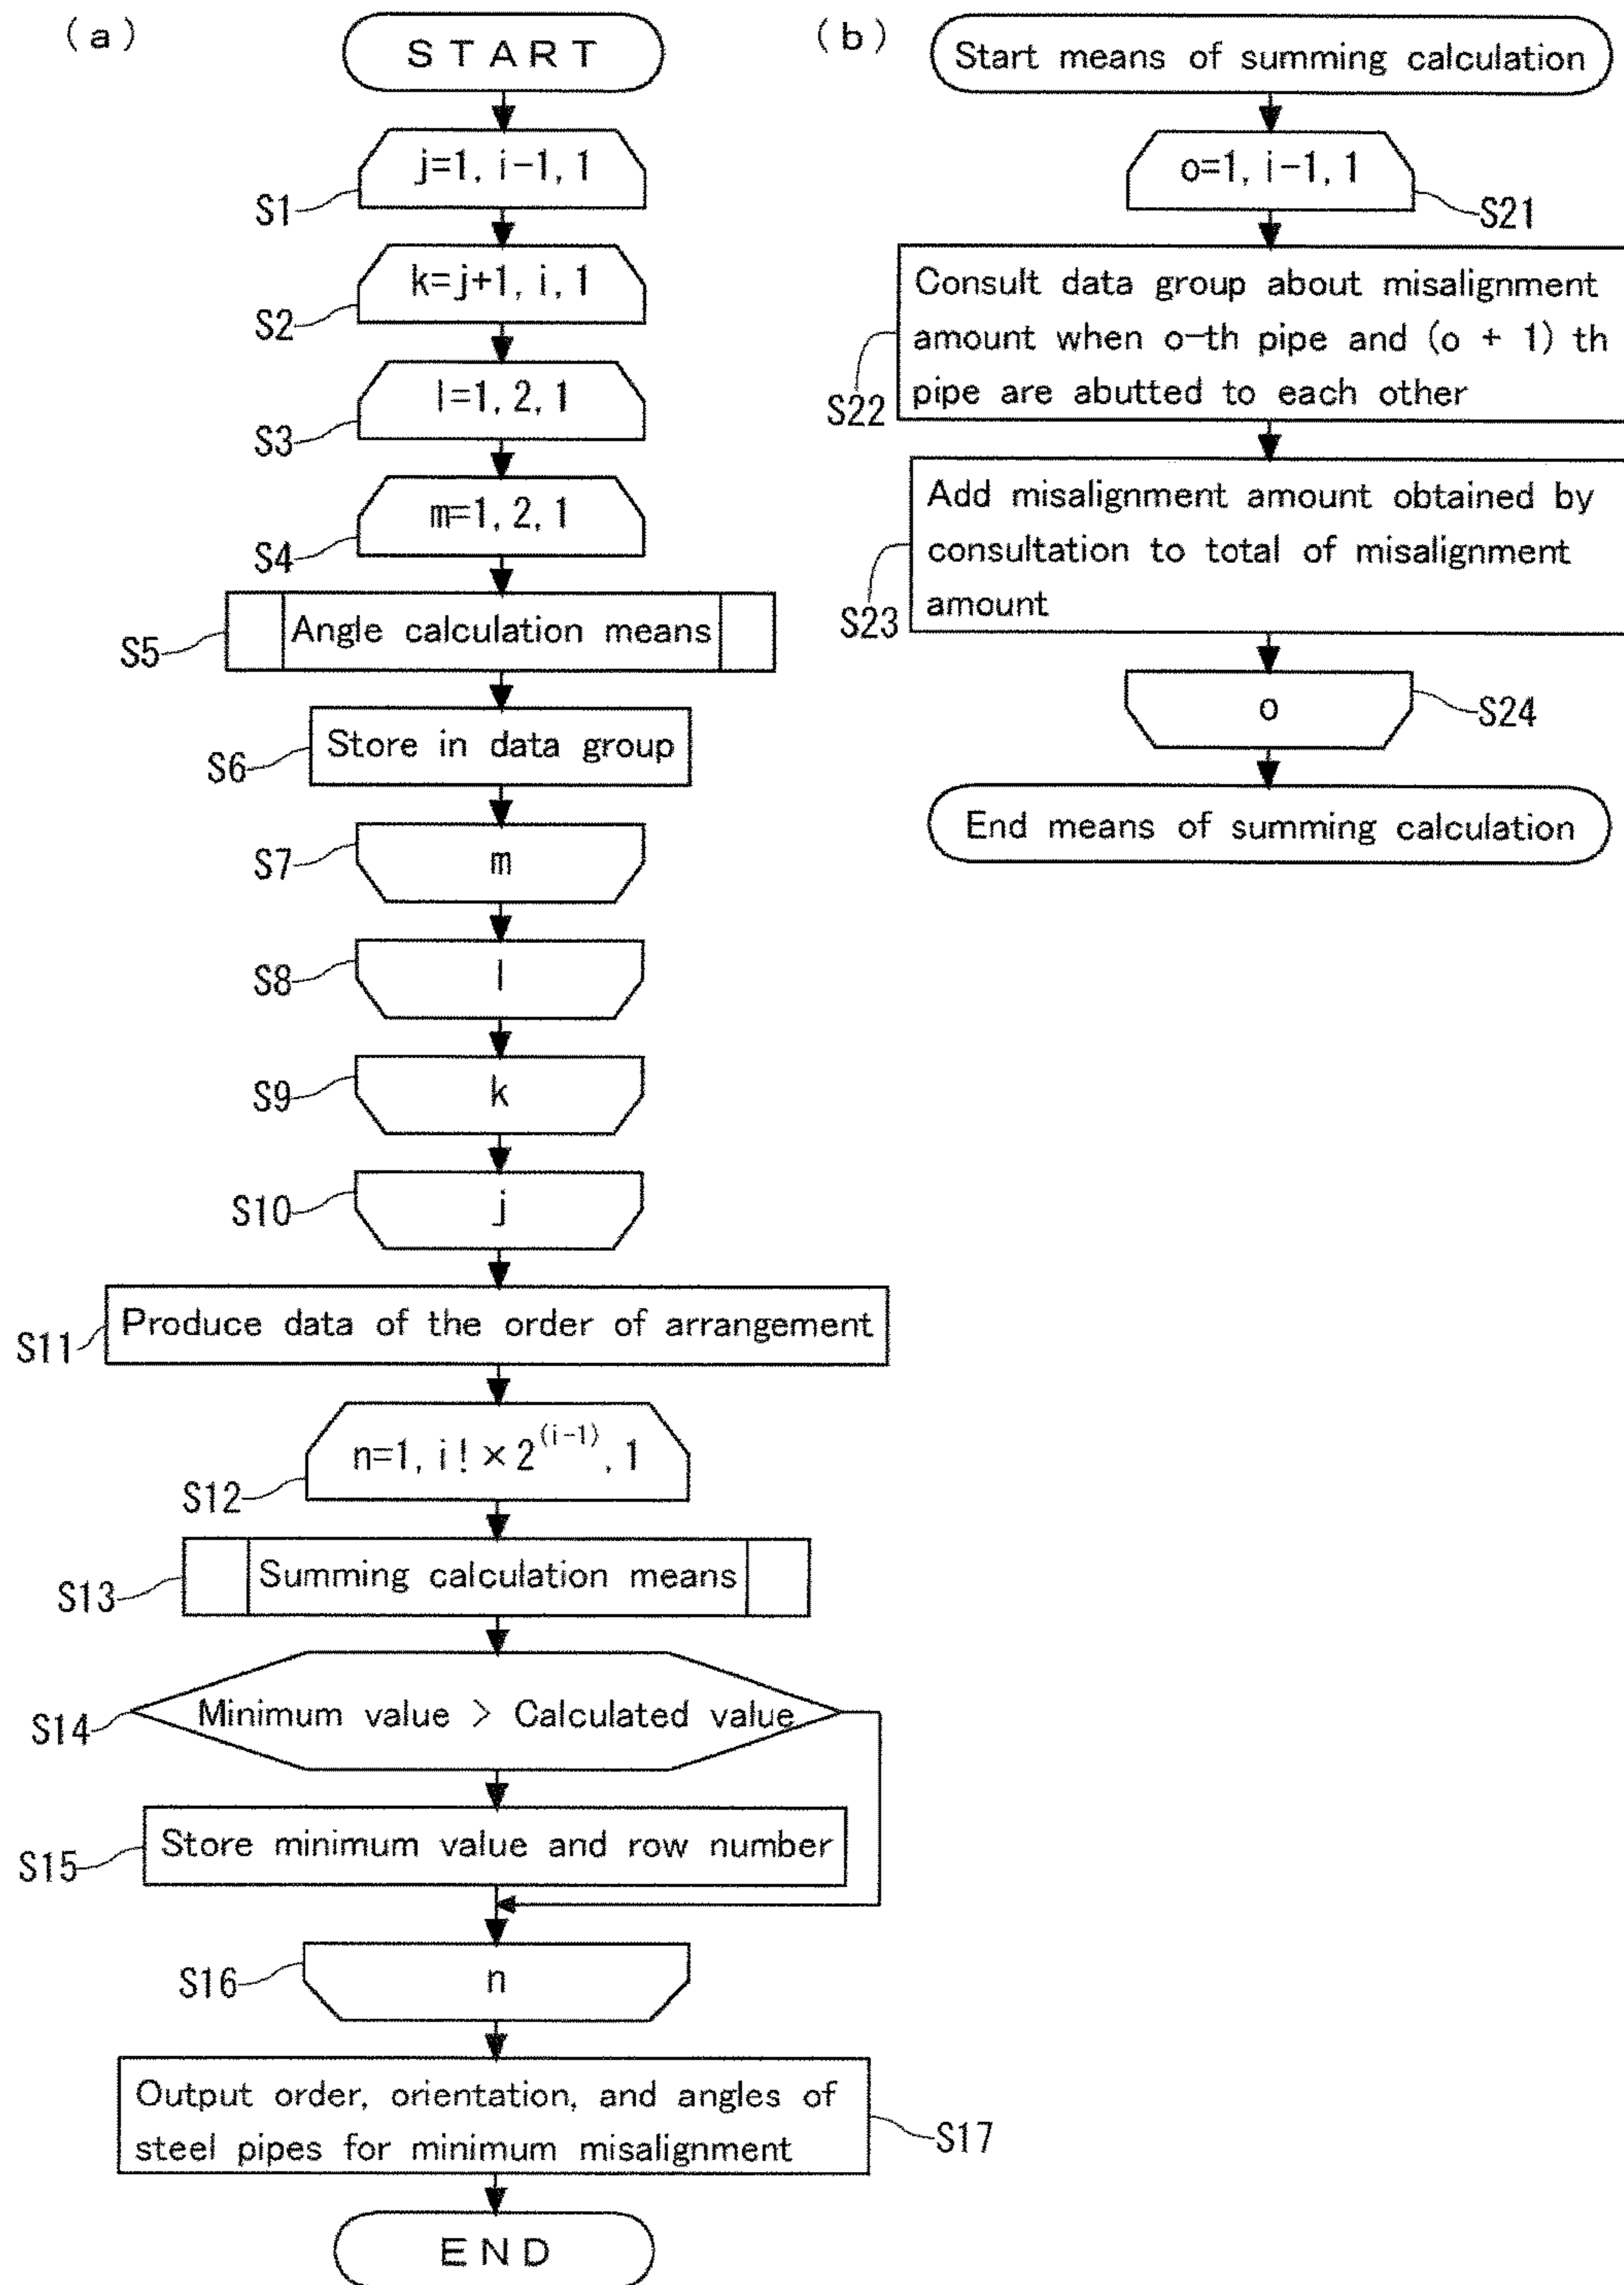 (a)
START
j=1, i-1, 1
S1
k=j+1, i, 1
S2
l=1, 2, 1
S3
m=1, 2, 1
S4
Angle calculation means
S5
Store in data group
S6
m
S7
l
S8
k
S9
j
S10
Produce data of the order of arrangement
S11
n=1, i! × 2^(i-1), 1
S12
Summing calculation means
S13
Minimum value > Calculated value
S14
Store minimum value and row number
S15
n
S16
Output order, orientation, and angles of
steel pipes for minimum misalignment
S17
END
(b)
Start means of summing calculation
o=1, i-1, 1
S21
Consult data group about misalignment
amount when o-th pipe and (o + 1) th
pipe are abutted to each other
S22
Add misalignment amount obtained by
consultation to total of misalignment
amount
S23
o
S24
End means of summing calculation